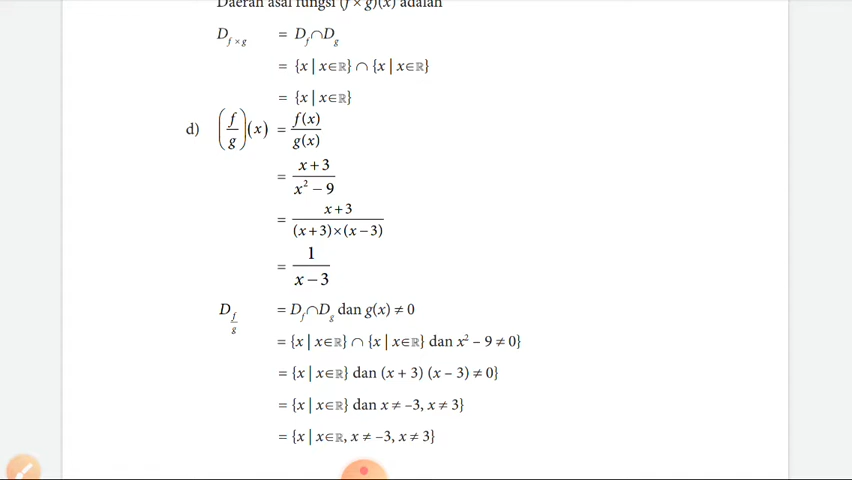 Daerah asal fungsi (f × g)(x) adalah
D_{f × g} = D_f ∩ D_g
= {x | x∈ℝ} ∩ {x | x∈ℝ}
= {x | x∈ℝ}
d) (f/g)(x) = f(x)/g(x)
= (x + 3)/(x² − 9)
= (x + 3)/((x + 3)×(x − 3))
= 1/(x − 3)
D_{f/g} = D_f ∩ D_g dan g(x) ≠ 0
= {x | x∈ℝ} ∩ {x | x∈ℝ} dan x² – 9 ≠ 0}
= {x | x∈ℝ} dan (x + 3) (x – 3) ≠ 0}
= {x | x∈ℝ} dan x ≠ –3, x ≠ 3}
= {x | x∈ℝ, x ≠ –3, x ≠ 3}